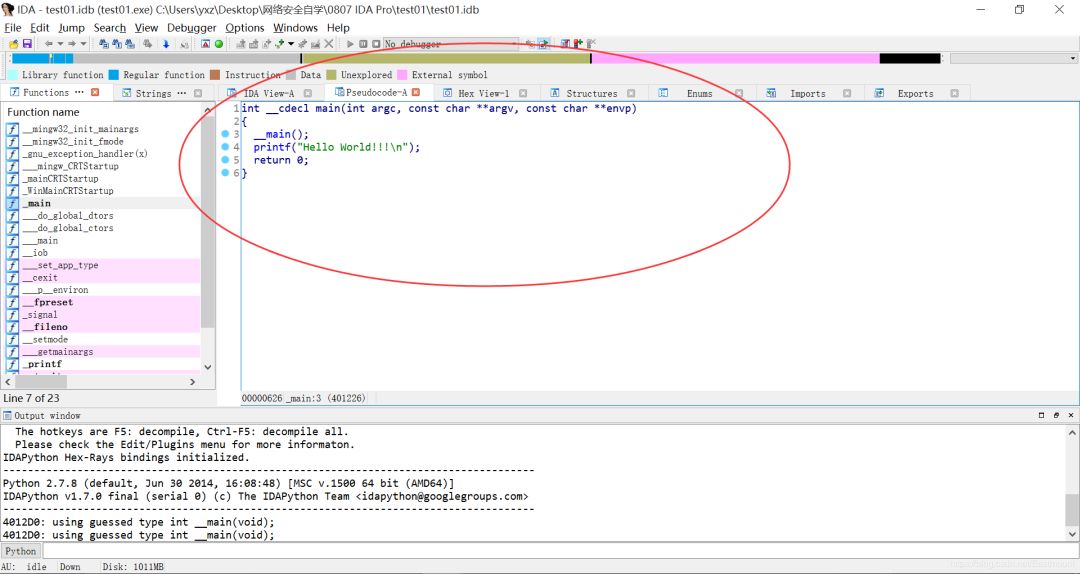 IDA - test01.idb (test01.exe) C:\Users\yxz\Desktop\网络安全自学\0807 IDA Pro\test01\test01.idb
File Edit Jump Search View Debugger Options Windows Help
No debugger
Library function Regular function Instruction Data Unexplored External symbol
Functions ··· Strings ··· IDA View-A Pseudocode-A Hex View-1 Structures Enums Imports Exports
Function name
__mingw32_init_mainargs
__mingw32_init_fmode
_gnu_exception_handler(x)
___mingw_CRTStartup
_mainCRTStartup
_WinMainCRTStartup
_main
___do_global_dtors
___do_global_ctors
___main
__iob
___set_app_type
__cexit
___p__environ
__fpreset
_signal
__fileno
__setmode
___getmainargs
_printf
Line 7 of 23
1 int __cdecl main(int argc, const char **argv, const char **envp)
2 {
3 __main();
4 printf("Hello World!!!\n");
5 return 0;
6 }
00000626 _main:3 (401226)
Output window
The hotkeys are F5: decompile, Ctrl-F5: decompile all.
Please check the Edit/Plugins menu for more informaton.
IDAPython Hex-Rays bindings initialized.
---------------------------------------------------------------------------------
Python 2.7.8 (default, Jun 30 2014, 16:08:48) [MSC v.1500 64 bit (AMD64)]
IDAPython v1.7.0 final (serial 0) (c) The IDAPython Team <idapython@googlegroups.com>
---------------------------------------------------------------------------------
4012D0: using guessed type int __main(void);
4012D0: using guessed type int __main(void);
Python
AU: idle Down Disk: 1011MB